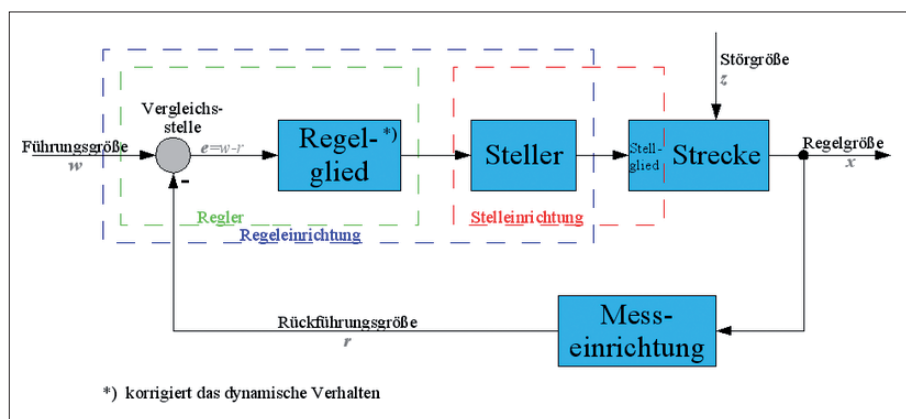 Störgröße
z
Vergleichs-
stelle
Führungsgröße
w
e=w-r
-
Regel-*)
glied
Steller
Stell-
glied
Strecke
Regelgröße
x
Regler
Regeleinrichtung
Stelleinrichtung
Rückführungsgröße
r
Mess-
einrichtung
*) korrigiert das dynamische Verhalten